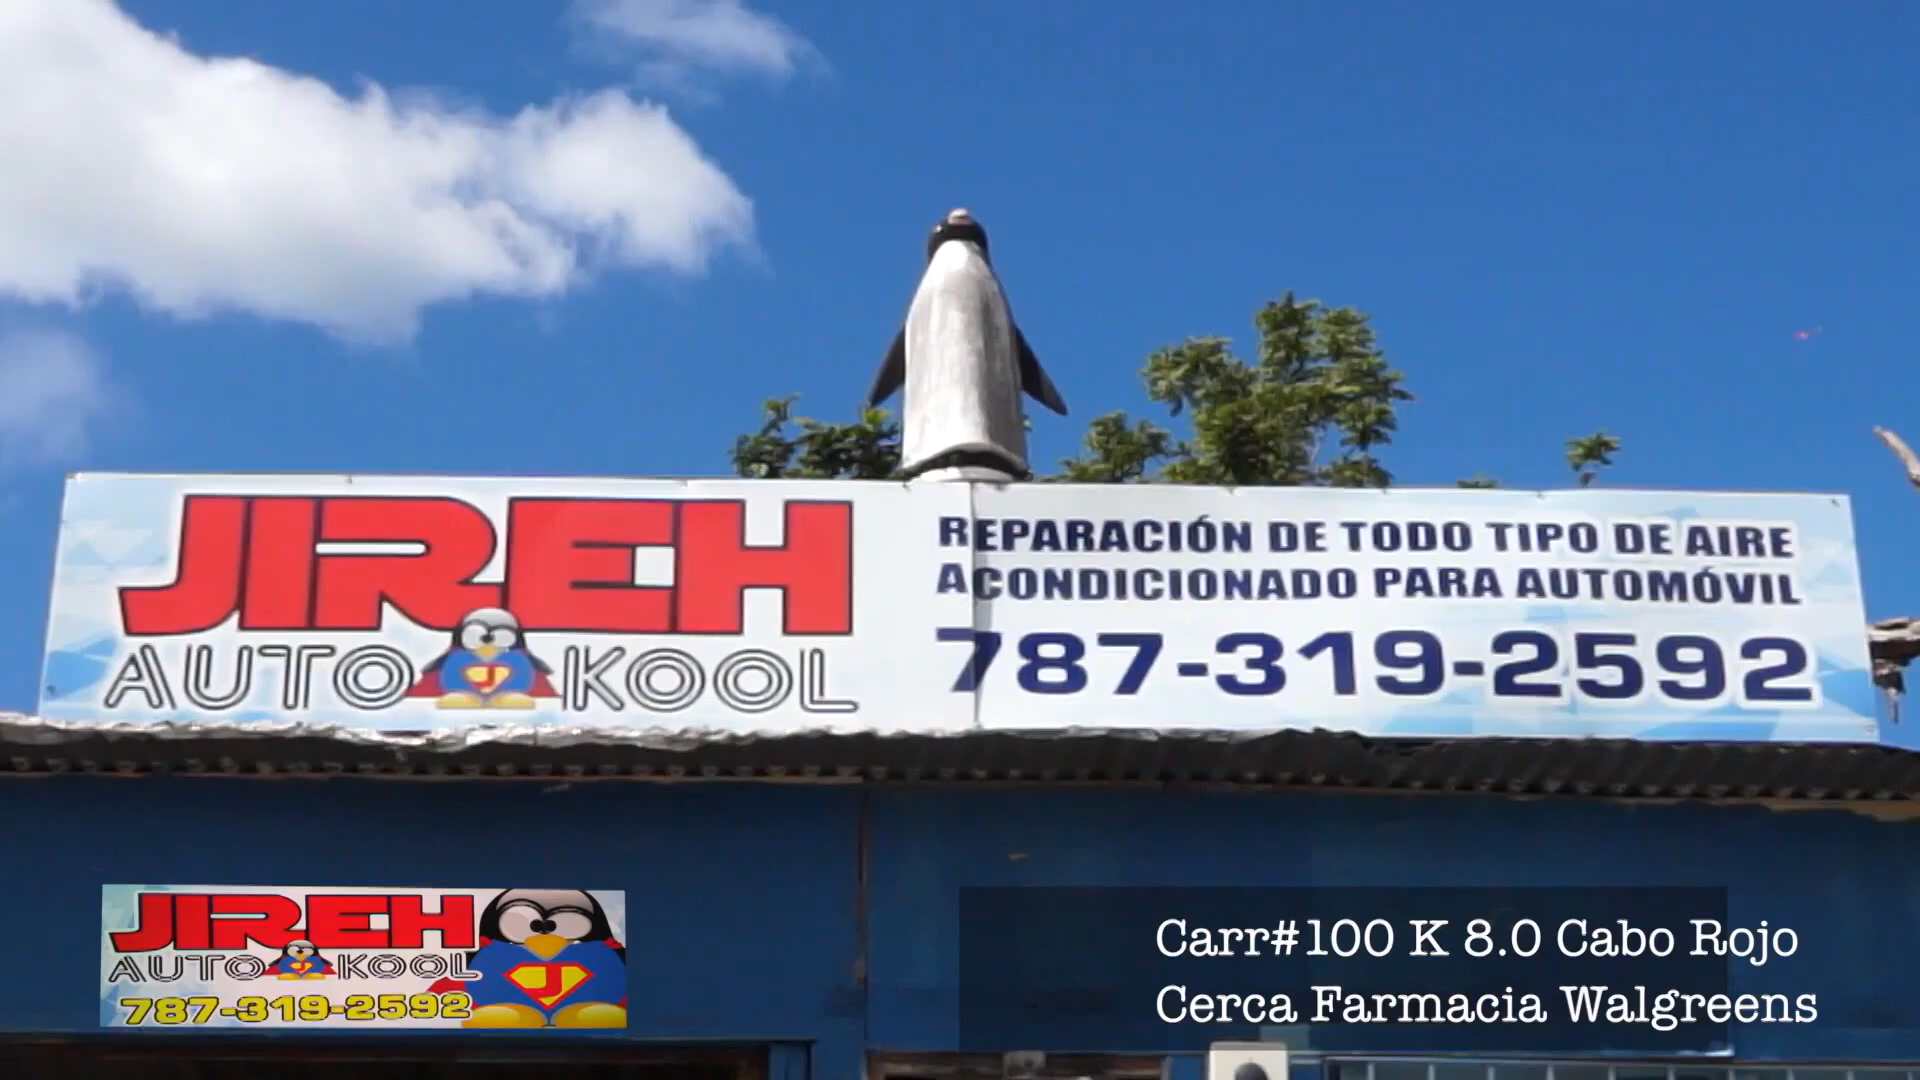 JIREH
AUTO KOOL
REPARACIÓN DE TODO TIPO DE AIRE
ACONDICIONADO PARA AUTOMÓVIL
787-319-2592
JIREH
AUTO KOOL
787-319-2592
J
Carr#100 K 8.0 Cabo Rojo
Cerca Farmacia Walgreens